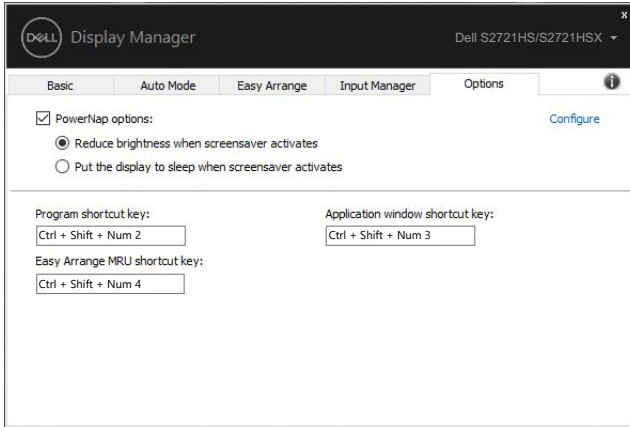 x
DELL Display Manager Dell S2721HS/S2721HSX
Basic Auto Mode Easy Arrange Input Manager Options i
PowerNap options: Configure
Reduce brightness when screensaver activates
Put the display to sleep when screensaver activates
Program shortcut key: Application window shortcut key:
Ctrl + Shift + Num 2 Ctrl + Shift + Num 3
Easy Arrange MRU shortcut key:
Ctrl + Shift + Num 4